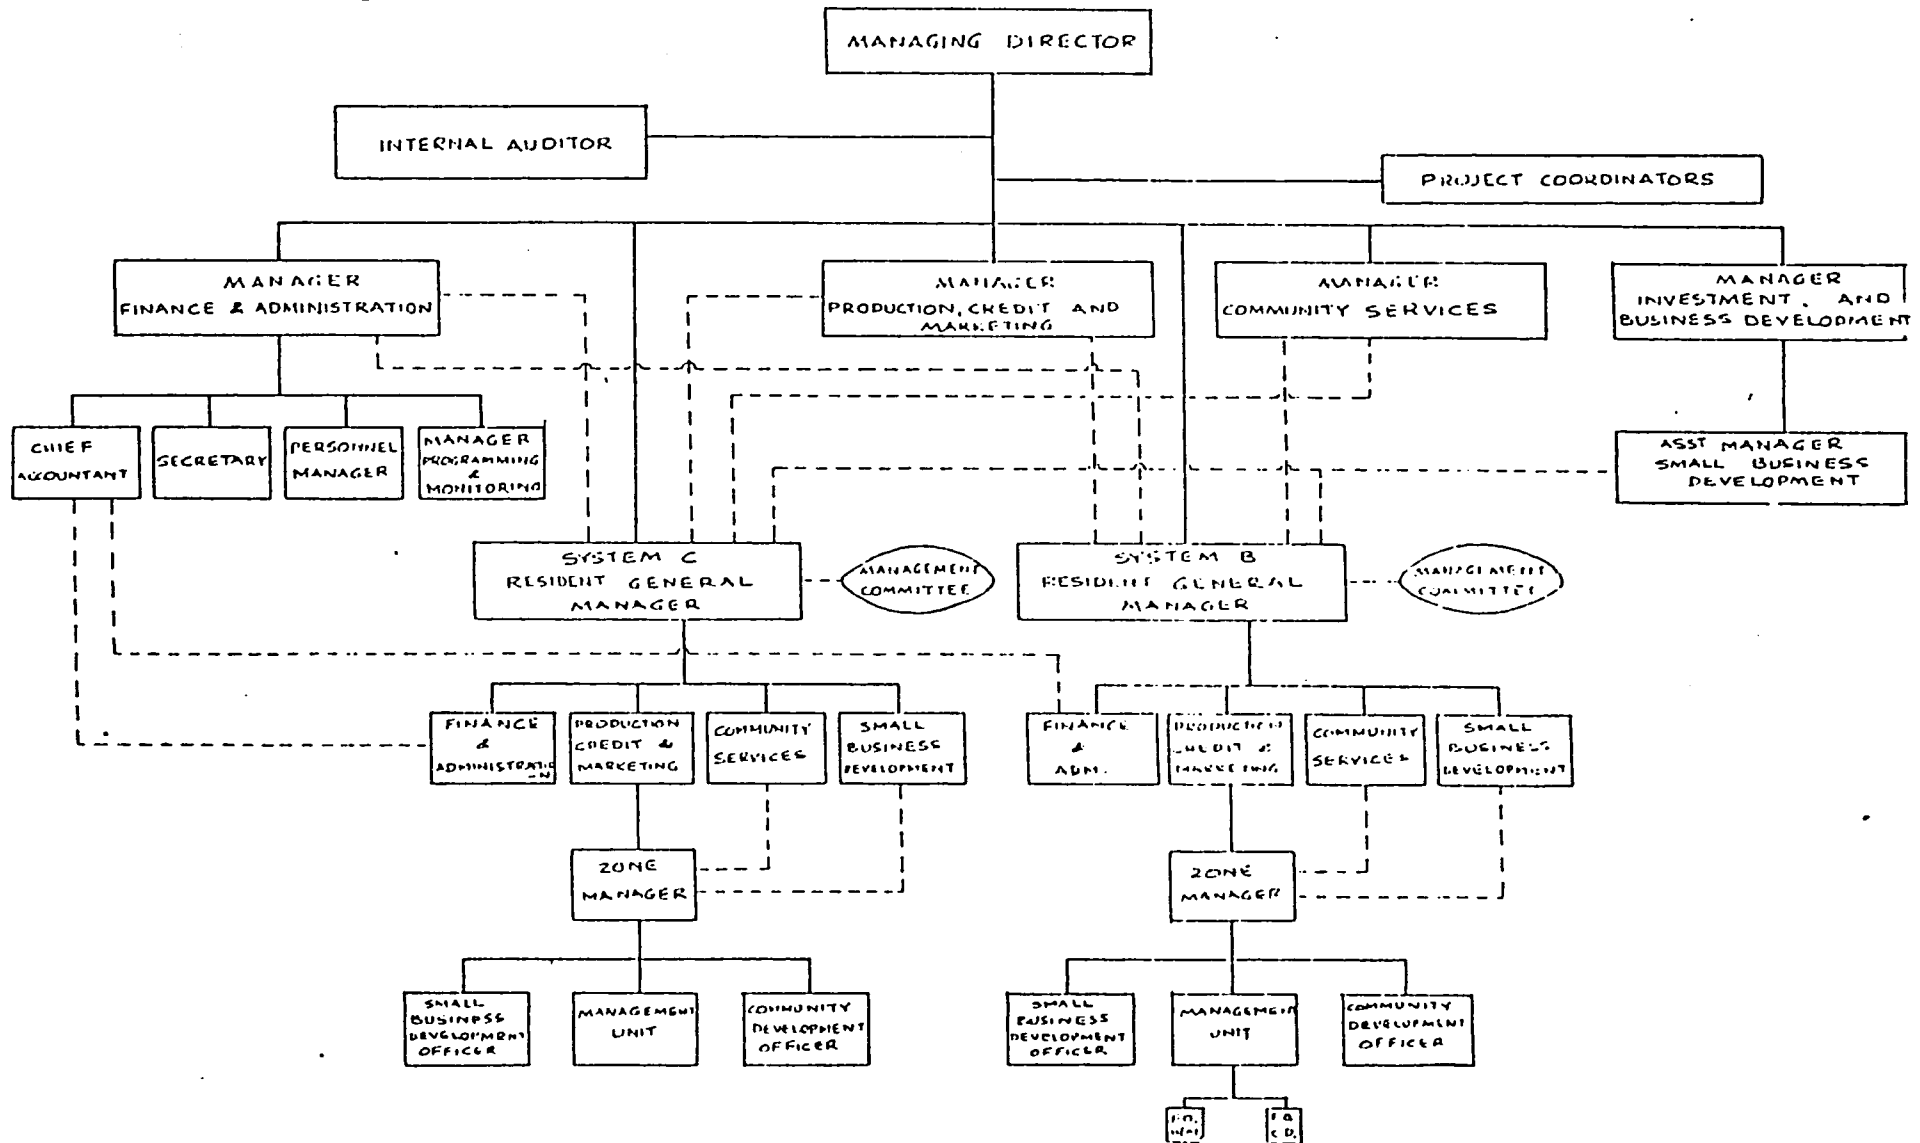 MANAGING DIRECTOR
INTERNAL AUDITOR
PROJECT COORDINATORS
MANAGER
FINANCE & ADMINISTRATION
MANAGER
PRODUCTION, CREDIT AND
MARKETING
MANAGER
COMMUNITY SERVICES
MANAGER
INVESTMENT, AND
BUSINESS DEVELOPMENT
CHIEF
ACCOUNTANT
SECRETARY
PERSONNEL
MANAGER
MANAGER
PROGRAMMING
&
MONITORING
ASST MANAGER
SMALL BUSINESS
DEVELOPMENT
SYSTEM C
RESIDENT GENERAL
MANAGER
MANAGEMENT
COMMITTEE
SYSTEM B
RESIDENT GENERAL
MANAGER
MANAGEMENT
COMMITTEE
FINANCE
&
ADMINISTRATION
PRODUCTION
CREDIT &
MARKETING
COMMUNITY
SERVICES
SMALL
BUSINESS
DEVELOPMENT
FINANCE
&
ADM.
PRODUCTION
CREDIT &
MARKETING
COMMUNITY
SERVICES
SMALL
BUSINESS
DEVELOPMENT
ZONE
MANAGER
ZONE
MANAGER
SMALL
BUSINESS
DEVELOPMENT
OFFICER
MANAGEMENT
UNIT
COMMUNITY
DEVELOPMENT
OFFICER
SMALL
BUSINESS
DEVELOPMENT
OFFICER
MANAGEMENT
UNIT
COMMUNITY
DEVELOPMENT
OFFICER